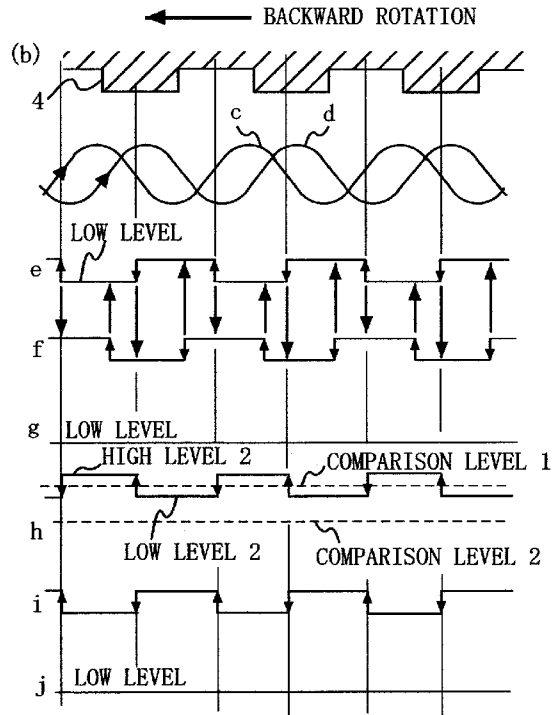 BACKWARD ROTATION
(b)
4
c d
LOW LEVEL
e
f
g LOW LEVEL
HIGH LEVEL 2 COMPARISON LEVEL 1
h
LOW LEVEL 2 COMPARISON LEVEL 2
i
j LOW LEVEL